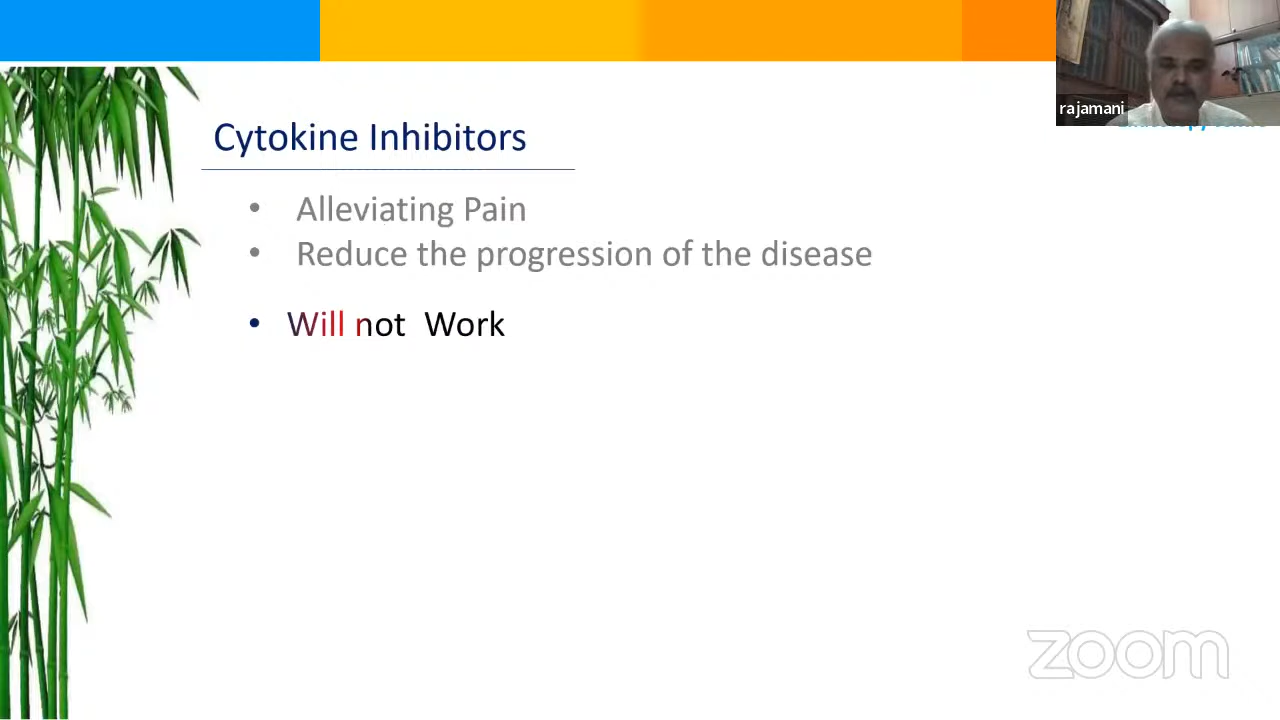 rajamani
Cytokine Inhibitors
• Alleviating Pain
• Reduce the progression of the disease
• Will not Work
zoom